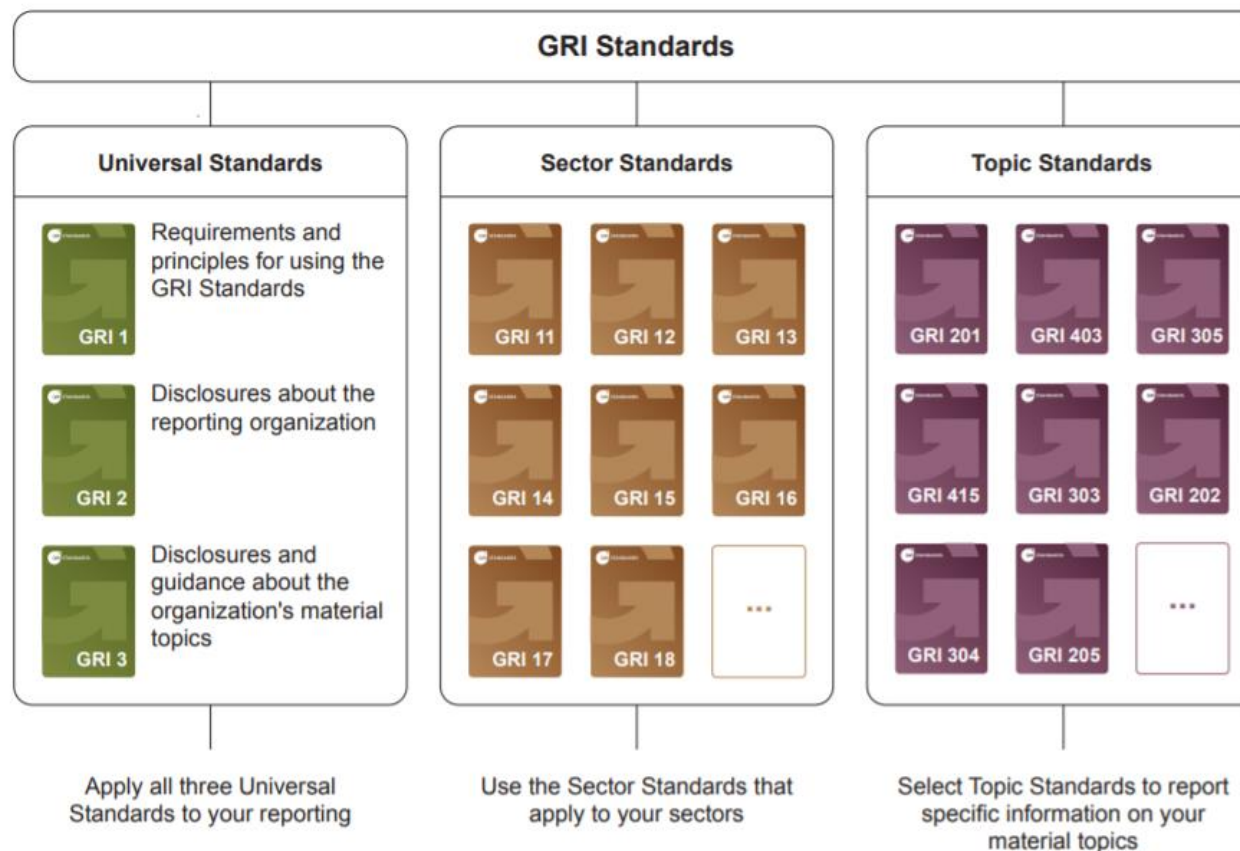 GRI Standards
Universal Standards
Requirements and
principles for using the
GRI Standards
GRI 1
Disclosures about the
reporting organization
GRI 2
Disclosures and
guidance about the
organization's material
topics
GRI 3
Apply all three Universal
Standards to your reporting
Sector Standards
GRI 11
GRI 12
GRI 13
GRI 14
GRI 15
GRI 16
GRI 17
GRI 18
...
Use the Sector Standards that
apply to your sectors
Topic Standards
GRI 201
GRI 403
GRI 305
GRI 415
GRI 303
GRI 202
GRI 304
GRI 205
...
Select Topic Standards to report
specific information on your
material topics